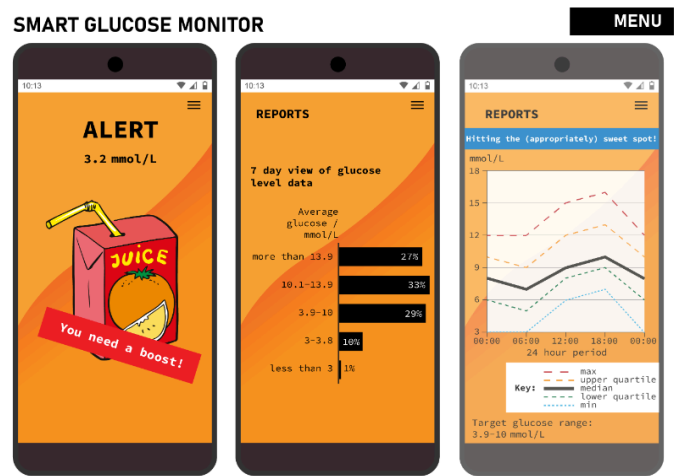 SMART GLUCOSE MONITOR
MENU
10:13
ALERT
3.2 mmol/L
JUICE
You need a boost!
10:13
REPORTS
7 day view of glucose
level data
Average
glucose /
mmol/L
more than 13.9 27%
10.1–13.9 33%
3.9–10 29%
3–3.8 10%
less than 3 1%
10:13
REPORTS
Hitting the (appropriately) sweet spot!
mmol/L
18
15
12
9
6
3
00:00 06:00 12:00 18:00 00:00
24 hour period
Key:
max
upper quartile
median
lower quartile
min
Target glucose range:
3.9–10 mmol/L